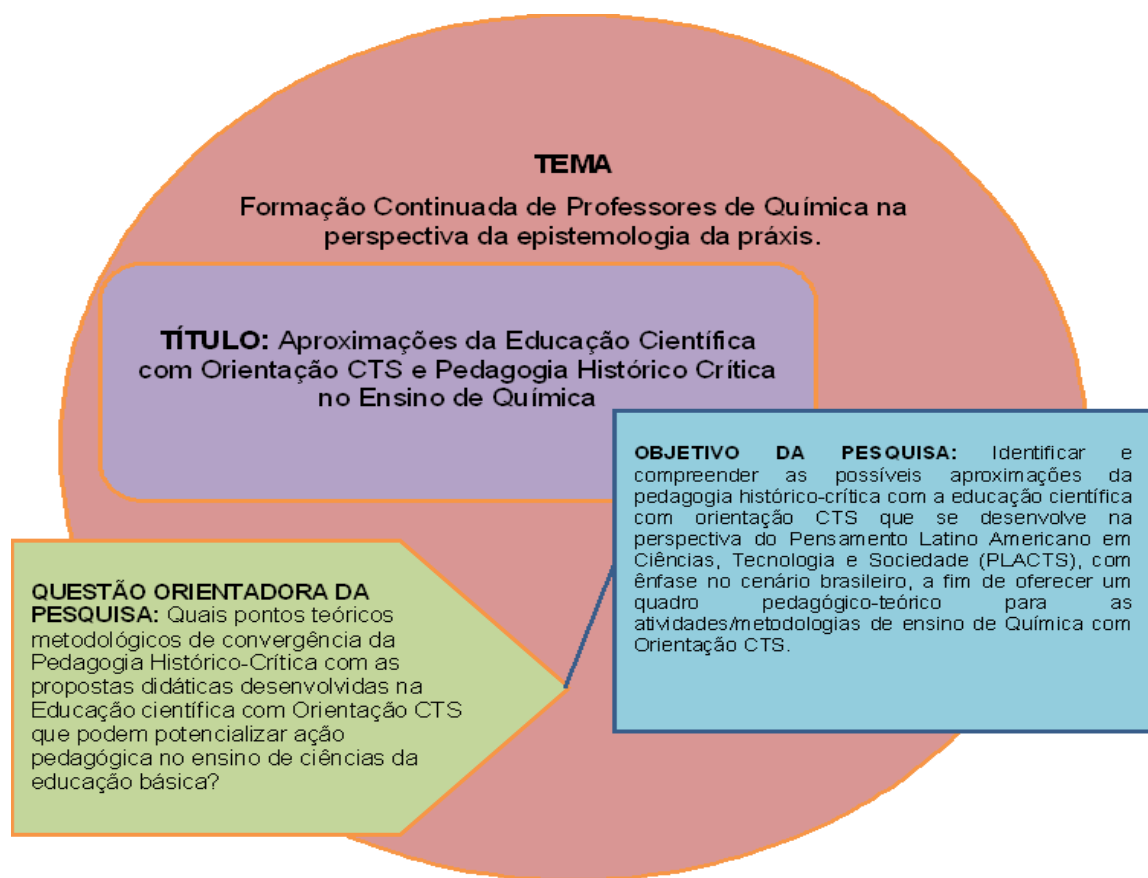 TEMA
Formação Continuada de Professores de Química na
perspectiva da epistemologia da práxis.
TÍTULO: Aproximações da Educação Científica
com Orientação CTS e Pedagogia Histórico Crítica
no Ensino de Química
OBJETIVO DA PESQUISA: Identificar e
compreender as possíveis aproximações da
pedagogia histórico-crítica com a educação científica
com orientação CTS que se desenvolve na
perspectiva do Pensamento Latino Americano em
Ciências, Tecnologia e Sociedade (PLACTS), com
ênfase no cenário brasileiro, a fim de oferecer um
quadro pedagógico-teórico para as
atividades/metodologias de ensino de Química com
Orientação CTS.
QUESTÃO ORIENTADORA DA
PESQUISA: Quais pontos teóricos
metodológicos de convergência da
Pedagogia Histórico-Crítica com as
propostas didáticas desenvolvidas na
Educação científica com Orientação CTS
que podem potencializar ação
pedagógica no ensino de ciências da
educação básica?